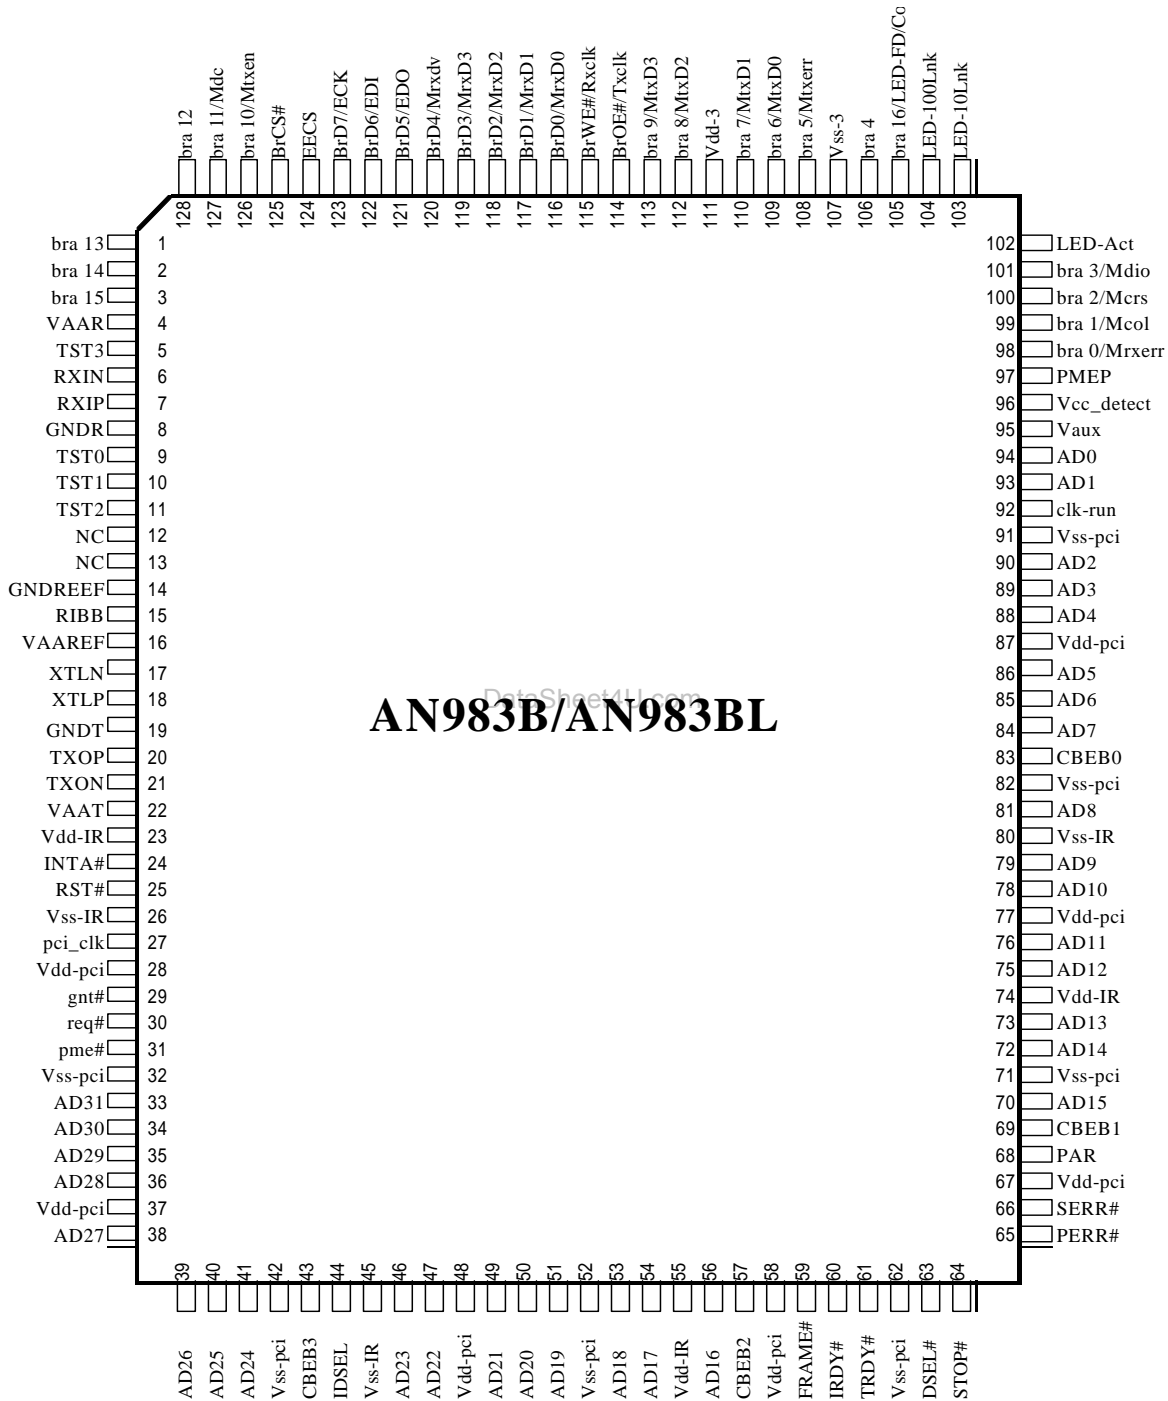 bra 12
bra 11/Mdc
bra 10/Mtxen
BrCS#
EECS
BrD7/ECK
BrD6/EDI
BrD5/EDO
BrD4/Mrxdv
BrD3/MrxD3
BrD2/MrxD2
BrD1/MrxD1
BrD0/MrxD0
BrWE#/Rxclk
BrOE#/Txclk
bra 9/MtxD3
bra 8/MtxD2
Vdd-3
bra 7/MtxD1
bra 6/MtxD0
bra 5/Mtxerr
Vss-3
bra 4
bra 16/LED-FD/Co
LED-100Lnk
LED-10Lnk
128 127 126 125 124 123 122 121 120 119 118 117 116 115 114 113 112 111 110 109 108 107 106 105 104 103
bra 13 1
bra 14 2
bra 15 3
VAAR 4
TST3 5
RXIN 6
RXIP 7
GNDR 8
TST0 9
TST1 10
TST2 11
NC 12
NC 13
GNDREEF 14
RIBB 15
VAAREF 16
XTLN 17
XTLP 18
GNDT 19
TXOP 20
TXON 21
VAAT 22
Vdd-IR 23
INTA# 24
RST# 25
Vss-IR 26
pci_clk 27
Vdd-pci 28
gnt# 29
req# 30
pme# 31
Vss-pci 32
AD31 33
AD30 34
AD29 35
AD28 36
Vdd-pci 37
AD27 38
DataSheet4U.com
AN983B/AN983BL
102 LED-Act
101 bra 3/Mdio
100 bra 2/Mcrs
99 bra 1/Mcol
98 bra 0/Mrxerr
97 PMEP
96 Vcc_detect
95 Vaux
94 AD0
93 AD1
92 clk-run
91 Vss-pci
90 AD2
89 AD3
88 AD4
87 Vdd-pci
86 AD5
85 AD6
84 AD7
83 CBEB0
82 Vss-pci
81 AD8
80 Vss-IR
79 AD9
78 AD10
77 Vdd-pci
76 AD11
75 AD12
74 Vdd-IR
73 AD13
72 AD14
71 Vss-pci
70 AD15
69 CBEB1
68 PAR
67 Vdd-pci
66 SERR#
65 PERR#
39 40 41 42 43 44 45 46 47 48 49 50 51 52 53 54 55 56 57 58 59 60 61 62 63 64
AD26
AD25
AD24
Vss-pci
CBEB3
IDSEL
Vss-IR
AD23
AD22
Vdd-pci
AD21
AD20
AD19
Vss-pci
AD18
AD17
Vdd-IR
AD16
CBEB2
Vdd-pci
FRAME#
IRDY#
TRDY#
Vss-pci
DSEL#
STOP#